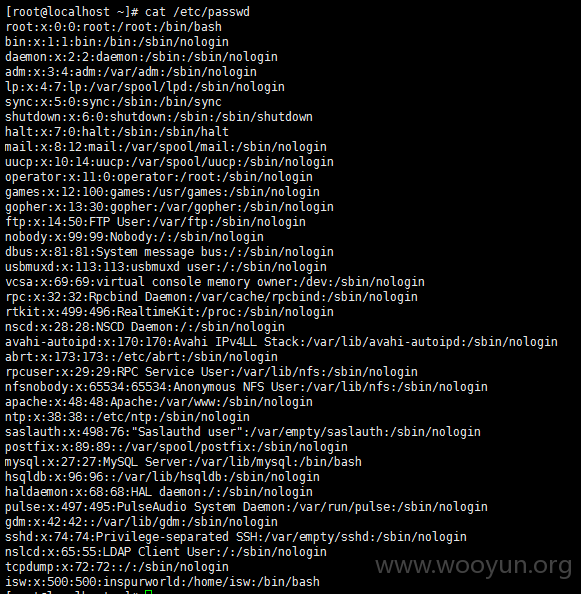 [root@localhost ~]# cat /etc/passwd
root:x:0:0:root:/root:/bin/bash
bin:x:1:1:bin:/bin:/sbin/nologin
daemon:x:2:2:daemon:/sbin:/sbin/nologin
adm:x:3:4:adm:/var/adm:/sbin/nologin
lp:x:4:7:lp:/var/spool/lpd:/sbin/nologin
sync:x:5:0:sync:/sbin:/bin/sync
shutdown:x:6:0:shutdown:/sbin:/sbin/shutdown
halt:x:7:0:halt:/sbin:/sbin/halt
mail:x:8:12:mail:/var/spool/mail:/sbin/nologin
uucp:x:10:14:uucp:/var/spool/uucp:/sbin/nologin
operator:x:11:0:operator:/root:/sbin/nologin
games:x:12:100:games:/usr/games:/sbin/nologin
gopher:x:13:30:gopher:/var/gopher:/sbin/nologin
ftp:x:14:50:FTP User:/var/ftp:/sbin/nologin
nobody:x:99:99:Nobody:/:/sbin/nologin
dbus:x:81:81:System message bus:/:/sbin/nologin
usbmuxd:x:113:113:usbmuxd user:/:/sbin/nologin
vcsa:x:69:69:virtual console memory owner:/dev:/sbin/nologin
rpc:x:32:32:Rpcbind Daemon:/var/cache/rpcbind:/sbin/nologin
rtkit:x:499:496:RealtimeKit:/proc:/sbin/nologin
nscd:x:28:28:NSCD Daemon:/:/sbin/nologin
avahi-autoipd:x:170:170:Avahi IPv4LL Stack:/var/lib/avahi-autoipd:/sbin/nologin
abrt:x:173:173::/etc/abrt:/sbin/nologin
rpcuser:x:29:29:RPC Service User:/var/lib/nfs:/sbin/nologin
nfsnobody:x:65534:65534:Anonymous NFS User:/var/lib/nfs:/sbin/nologin
apache:x:48:48:Apache:/var/www:/sbin/nologin
ntp:x:38:38::/etc/ntp:/sbin/nologin
saslauth:x:498:76:"Saslauthd user":/var/empty/saslauth:/sbin/nologin
postfix:x:89:89::/var/spool/postfix:/sbin/nologin
mysql:x:27:27:MySQL Server:/var/lib/mysql:/bin/bash
hsqldb:x:96:96::/var/lib/hsqldb:/sbin/nologin
haldaemon:x:68:68:HAL daemon:/:/sbin/nologin
pulse:x:497:495:PulseAudio System Daemon:/var/run/pulse:/sbin/nologin
gdm:x:42:42::/var/lib/gdm:/sbin/nologin
sshd:x:74:74:Privilege-separated SSH:/var/empty/sshd:/sbin/nologin
nslcd:x:65:55:LDAP Client User:/:/sbin/nologin
tcpdump:x:72:72::/:/sbin/nologin
www.wooyun.org
isw:x:500:500:inspurworld:/home/isw:/bin/bash
[root@localhost ~]#